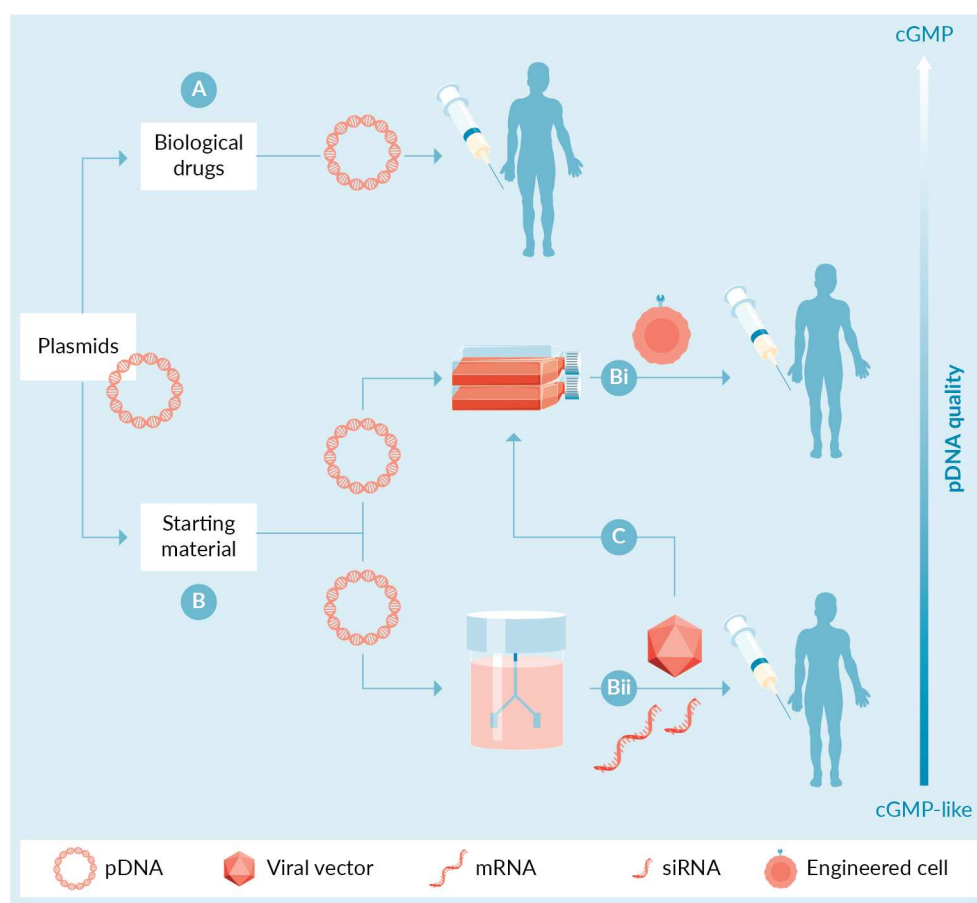 cGMP
A
Biological
drugs
Plasmids
Bi
pDNA quality
Starting
material
C
B
Bii
cGMP-like
pDNA
Viral vector
mRNA
siRNA
Engineered cell